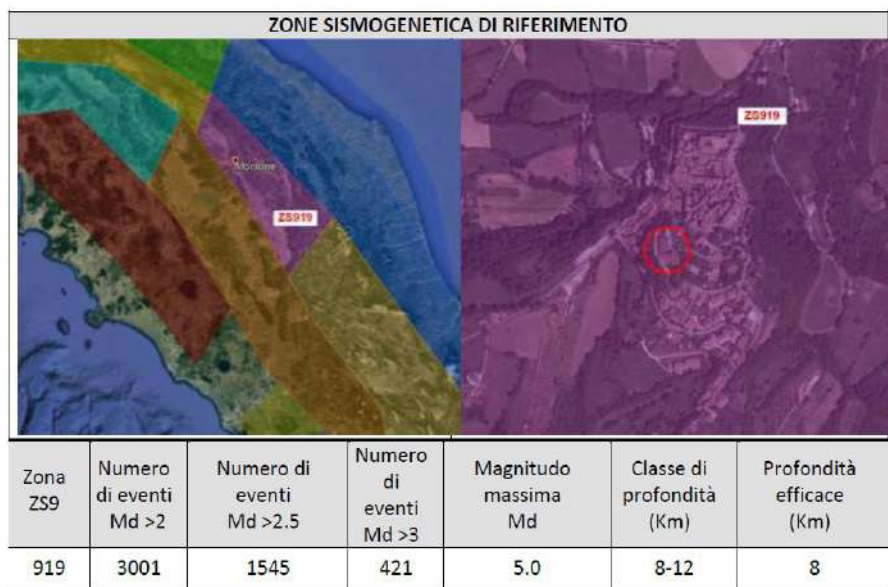 ZONE SISMOGENETICA DI RIFERIMENTO
Montone
ZS919
ZS919
Zona
ZS9
Numero
di eventi
Md >2
Numero di
eventi
Md >2.5
Numero
di
eventi
Md >3
Magnitudo
massima
Md
Classe di
profondità
(Km)
Profondità
efficace
(Km)
919
3001
1545
421
5.0
8-12
8